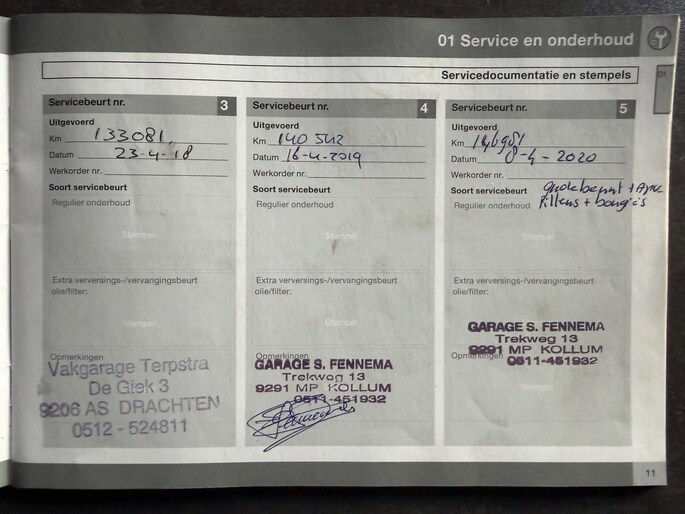 01 Service en onderhoud
01
Servicedocumentatie en stempels
Servicebeurt nr. 3
Uitgevoerd
Km 133081,
Datum 23-4-18
Werkorder nr.
Soort servicebeurt
Regulier onderhoud
Stempel
Extra verversings-/vervangingsbeurt
olie/filter:
Stempel
Opmerkingen
Vakgarage Terpstra
De Giek 3
9206 AS DRACHTEN
0512 - 524811
Servicebeurt nr. 4
Uitgevoerd
Km 140 542
Datum 16-4-2019
Werkorder nr.
Soort servicebeurt
Regulier onderhoud
Stempel
Extra verversings-/vervangingsbeurt
olie/filter:
Stempel
Opmerkingen
GARAGE S. FENNEMA
Trekweg 13
9291 MP KOLLUM
0511-451932
Servicebeurt nr. 5
Uitgevoerd
Km 146981
Datum 8-4-2020
Werkorder nr.
Soort servicebeurt
Regulier onderhoud
filters + bougies
Stempel
Extra verversings-/vervangingsbeurt
olie/filter:
Stempel
GARAGE S. FENNEMA
Trekweg 13
9291 MP KOLLUM
Opmerkingen 0511-451932
11